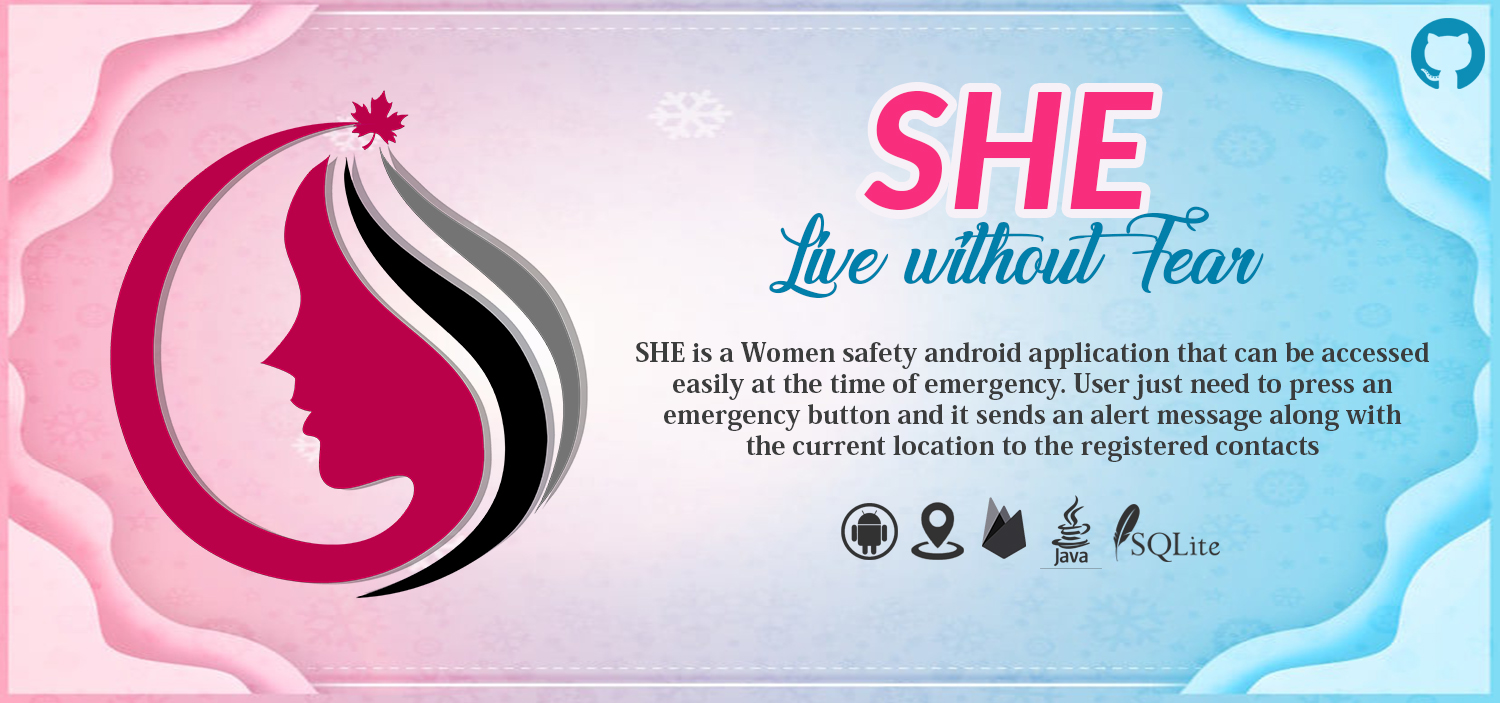 SHE
Live without Fear
SHE is a Women safety android application that can be accessed
easily at the time of emergency. User just need to press an
emergency button and it sends an alert message along with
the current location to the registered contacts
Java
SQLite